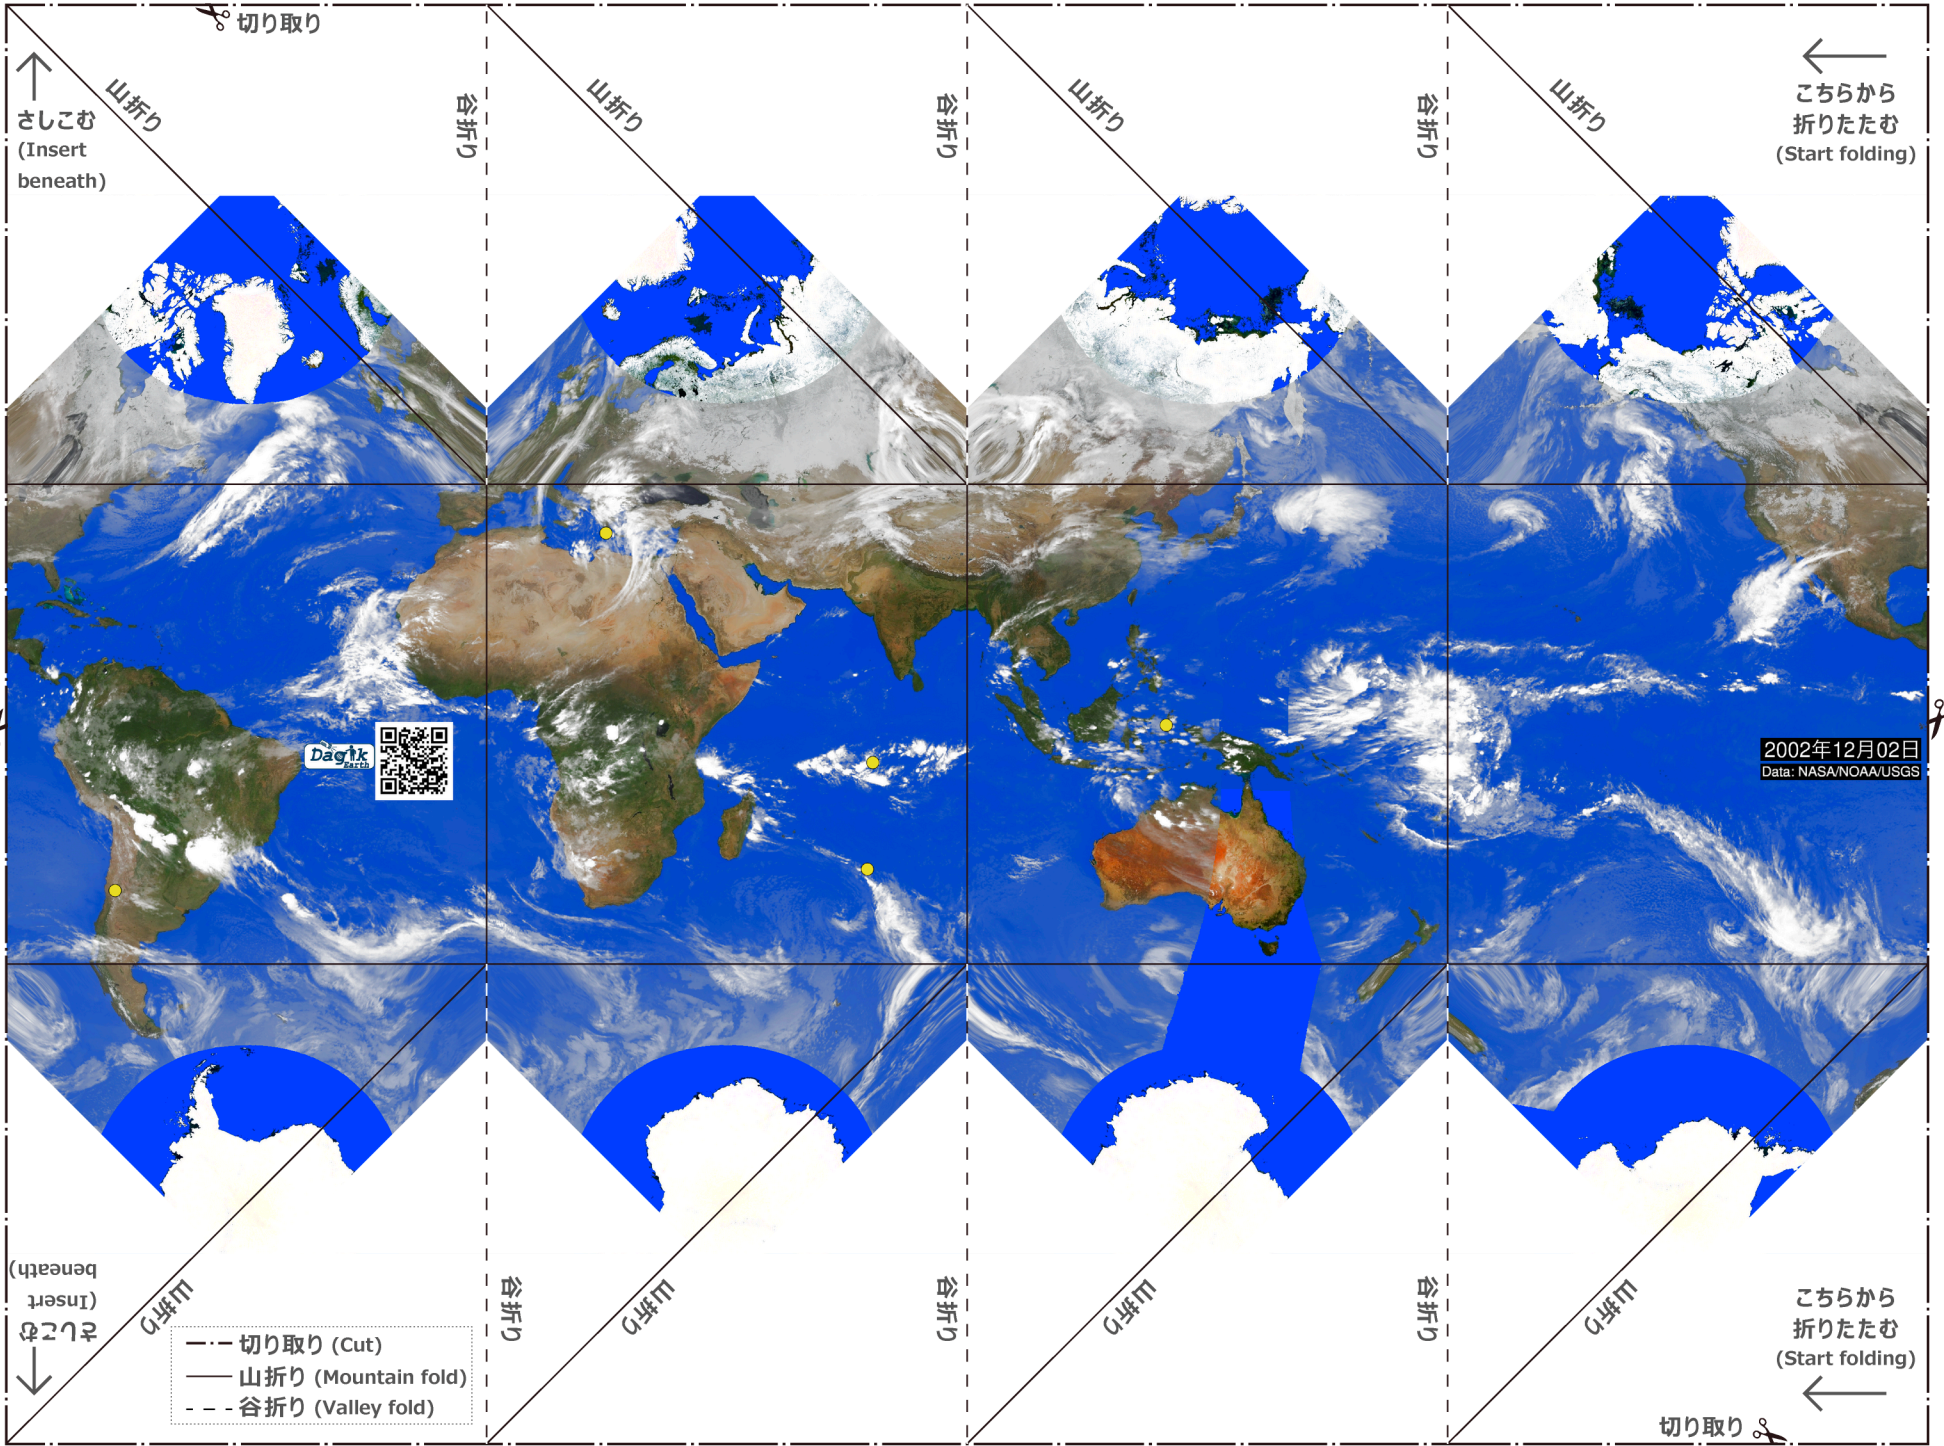 切り取り
山折り
谷折り
山折り
谷折り
山折り
谷折り
山折り
さしこむ
(Insert
beneath)
こちらから
折りたたむ
(Start folding)
Dagik
Earth
2002年12月02日
Data: NASA/NOAA/USGS
さしこむ
(Insert
beneath)
山折り
谷折り
山折り
谷折り
山折り
谷折り
山折り
こちらから
折りたたむ
(Start folding)
切り取り (Cut)
山折り (Mountain fold)
谷折り (Valley fold)
切り取り